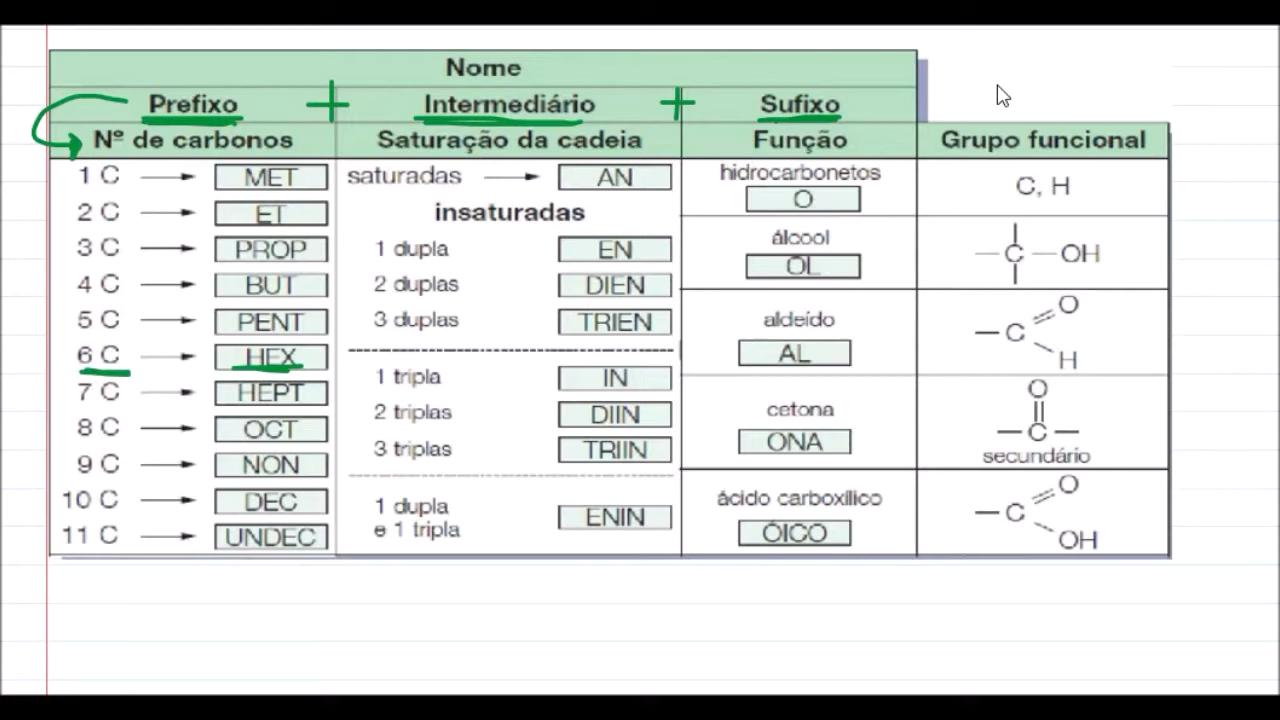 Nome
Prefixo + Intermediário + Sufixo
Nº de carbonos Saturação da cadeia Função Grupo funcional
1 C MET
2 C ET
3 C PROP
4 C BUT
5 C PENT
6 C HEX
7 C HEPT
8 C OCT
9 C NON
10 C DEC
11 C UNDEC
saturadas AN
insaturadas
1 dupla EN
2 duplas DIEN
3 duplas TRIEN
1 tripla IN
2 triplas DIIN
3 triplas TRIIN
1 dupla
e 1 tripla ENIN
hidrocarbonetos
O
álcool
OL
aldeído
AL
cetona
ONA
ácido carboxílico
ÓICO
C, H
C OH
O
C
H
O
C
secundário
O
C
OH